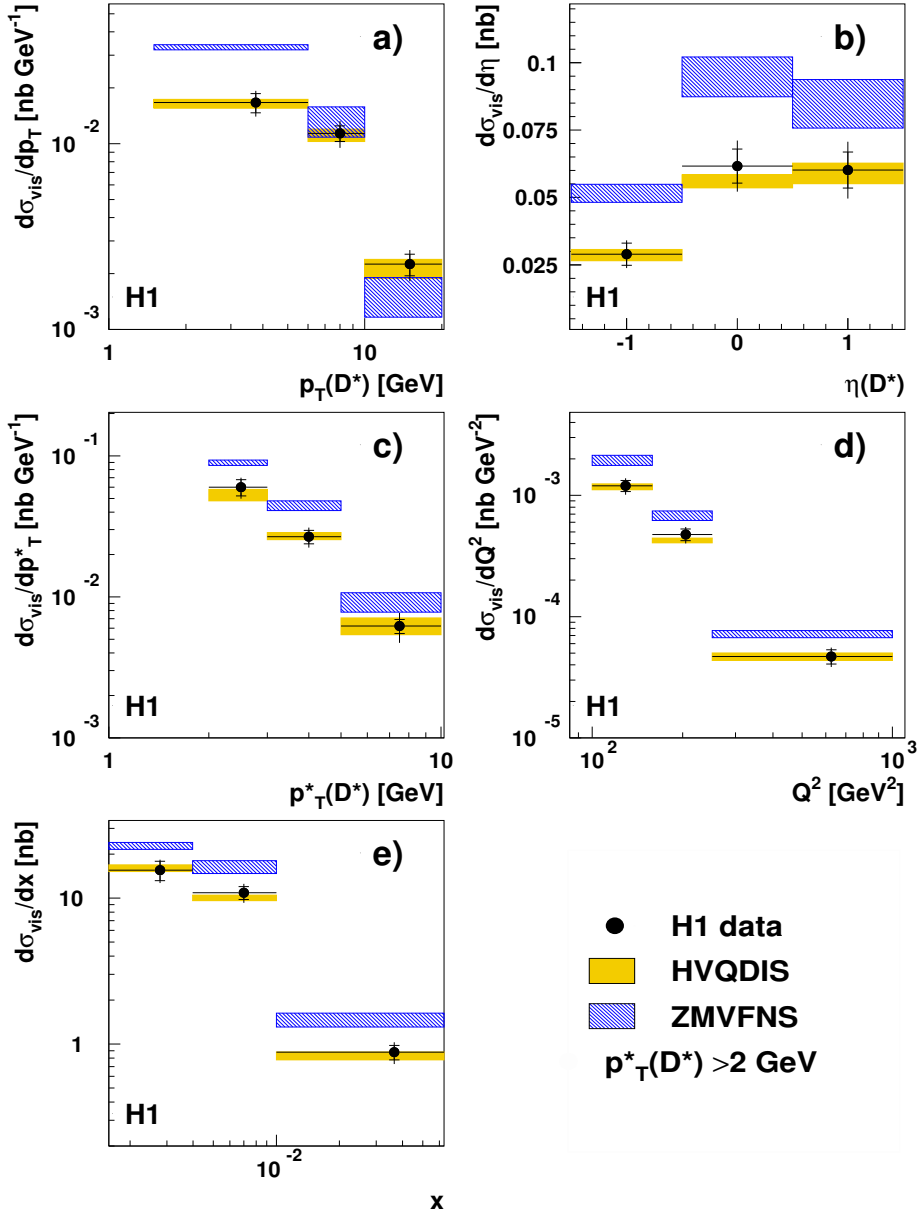 a)
dσvis/dpT [nb GeV-1]
10-2
10-3
H1
1
10
pT(D*) [GeV]
b)
dσvis/dη [nb]
0.1
0.075
0.05
0.025
H1
-1
0
1
η(D*)
c)
dσvis/dp*T [nb GeV-1]
10-1
10-2
10-3
H1
1
10
p*T(D*) [GeV]
d)
dσvis/dQ2 [nb GeV-2]
10-3
10-4
10-5
H1
102
103
Q2 [GeV2]
e)
dσvis/dx [nb]
10
1
H1
10-2
x
H1 data
HVQDIS
ZMVFNS
p*T(D*) >2 GeV